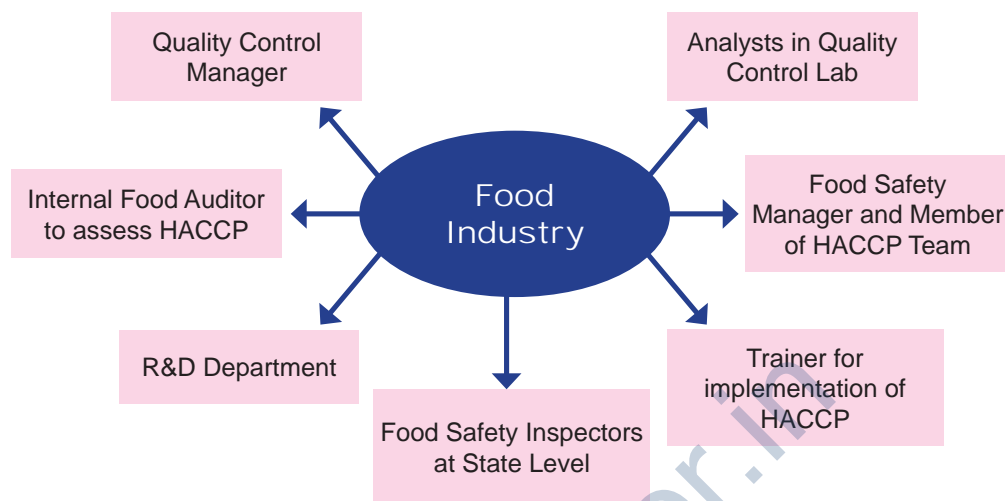 Quality Control
Manager
Analysts in Quality
Control Lab
Food
Industry
Internal Food Auditor
to assess HACCP
Food Safety
Manager and Member
of HACCP Team
R&D Department
Food Safety Inspectors
at State Level
Trainer for
implementation of
HACCP